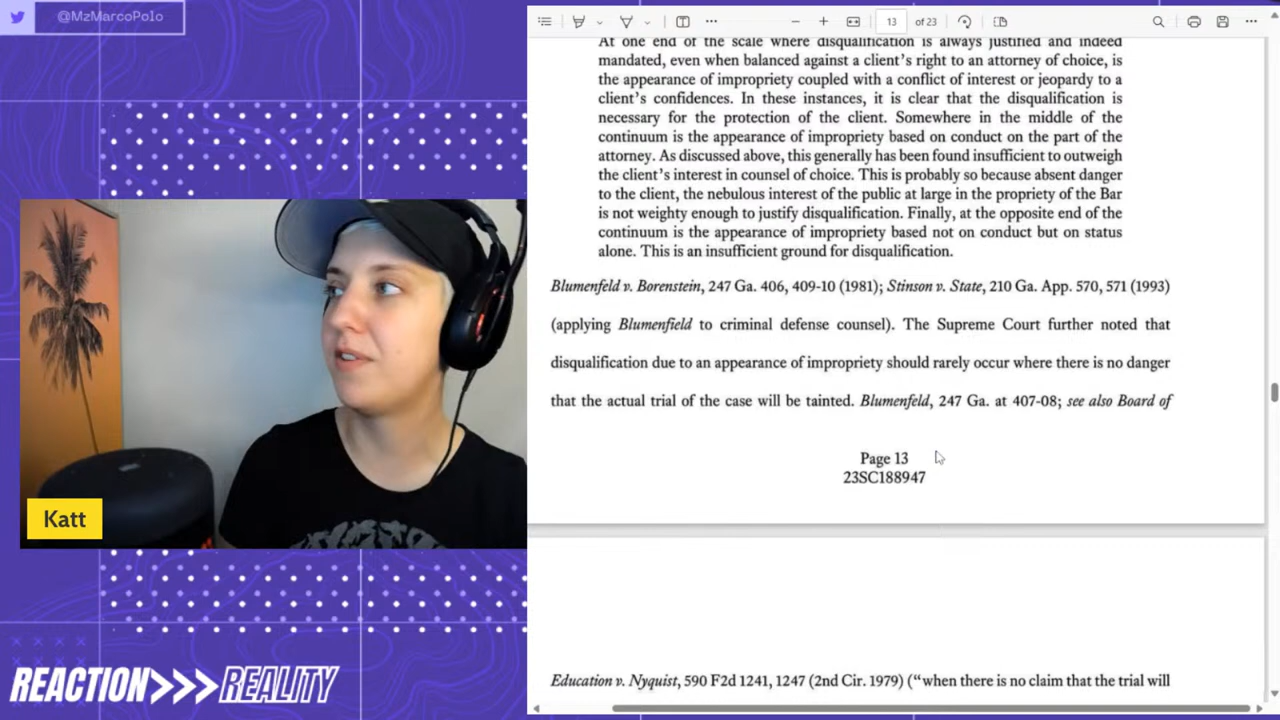 @MzMarcoPolo
13 of 23
At one end of the scale where disqualification is always justified and indeed
mandated, even when balanced against a client's right to an attorney of choice, is
the appearance of impropriety coupled with a conflict of interest or jeopardy to a
client's confidences. In these instances, it is clear that the disqualification is
necessary for the protection of the client. Somewhere in the middle of the
continuum is the appearance of impropriety based on conduct on the part of the
attorney. As discussed above, this generally has been found insufficient to outweigh
the client's interest in counsel of choice. This is probably so because absent danger
to the client, the nebulous interest of the public at large in the propriety of the Bar
is not weighty enough to justify disqualification. Finally, at the opposite end of the
continuum is the appearance of impropriety based not on conduct but on status
alone. This is an insufficient ground for disqualification.
Blumenfeld v. Borenstein, 247 Ga. 406, 409-10 (1981); Stinson v. State, 210 Ga. App. 570, 571 (1993)
(applying Blumenfield to criminal defense counsel). The Supreme Court further noted that
disqualification due to an appearance of impropriety should rarely occur where there is no danger
that the actual trial of the case will be tainted. Blumenfeld, 247 Ga. at 407-08; see also Board of
Page 13
23SC188947
Education v. Nyquist, 590 F2d 1241, 1247 (2nd Cir. 1979) (“when there is no claim that the trial will
Katt
REACTION>>>REALITY